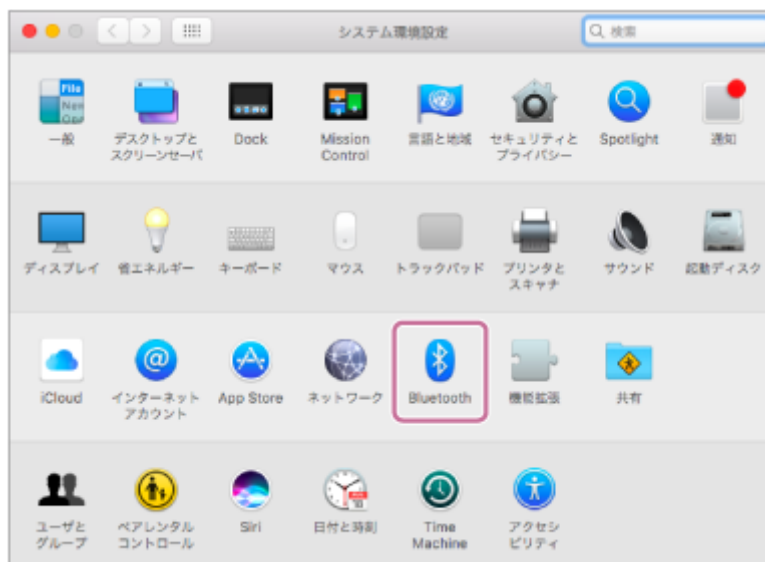 システム環境設定
検索
File
New
Ope
一般
デスクトップと
スクリーンセーバ
Dock
Mission
Control
言語と地域
セキュリティと
プライバシー
Spotlight
通知
ディスプレイ
省エネルギー
キーボード
マウス
トラックパッド
プリンタと
スキャナ
サウンド
起動ディスク
iCloud
インターネット
アカウント
App Store
ネットワーク
Bluetooth
機能拡張
共有
ユーザと
グループ
ペアレンタル
コントロール
Siri
日付と時刻
Time
Machine
アクセシ
ビリティ